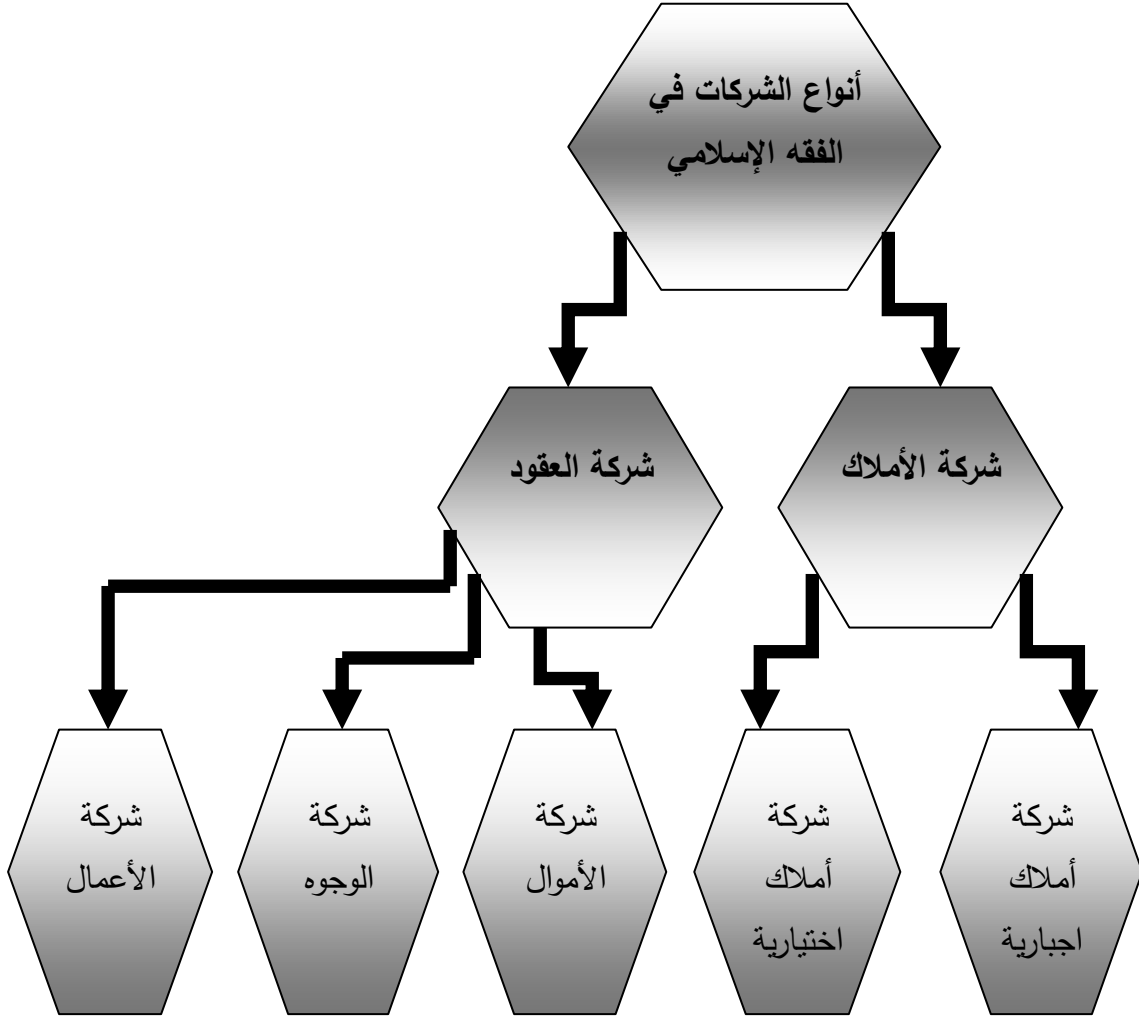 أنواع الشركات في
الفقه الإسلامي
شركة الأملاك
شركة العقود
شركة
أملاك
اجبارية
شركة
أملاك
اختيارية
شركة
الأموال
شركة
الوجوه
شركة
الأعمال